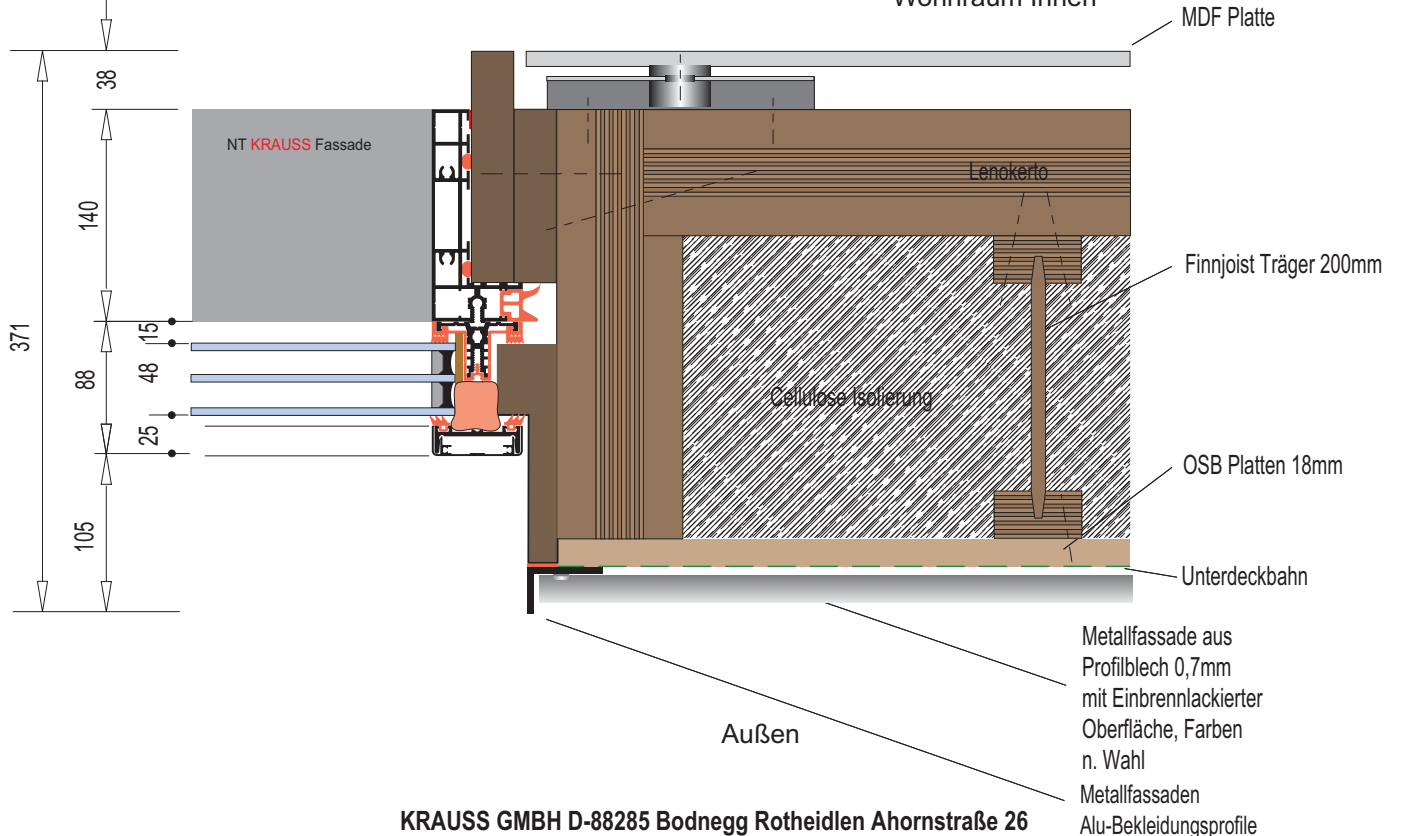 Wohnraum Innen
MDF Platte
38
NT KRAUSS Fassade
140
Lenokerto
Finnjoist Träger 200mm
371
15
88
48
Cellulose Isolierung
25
OSB Platten 18mm
105
Unterdeckbahn
Metallfassade aus
Profilblech 0,7mm
mit Einbrennlackierter
Oberfläche, Farben
n. Wahl
Außen
Metallfassaden
Alu-Bekleidungsprofile
KRAUSS GMBH D-88285 Bodnegg Rotheidlen Ahornstraße 26